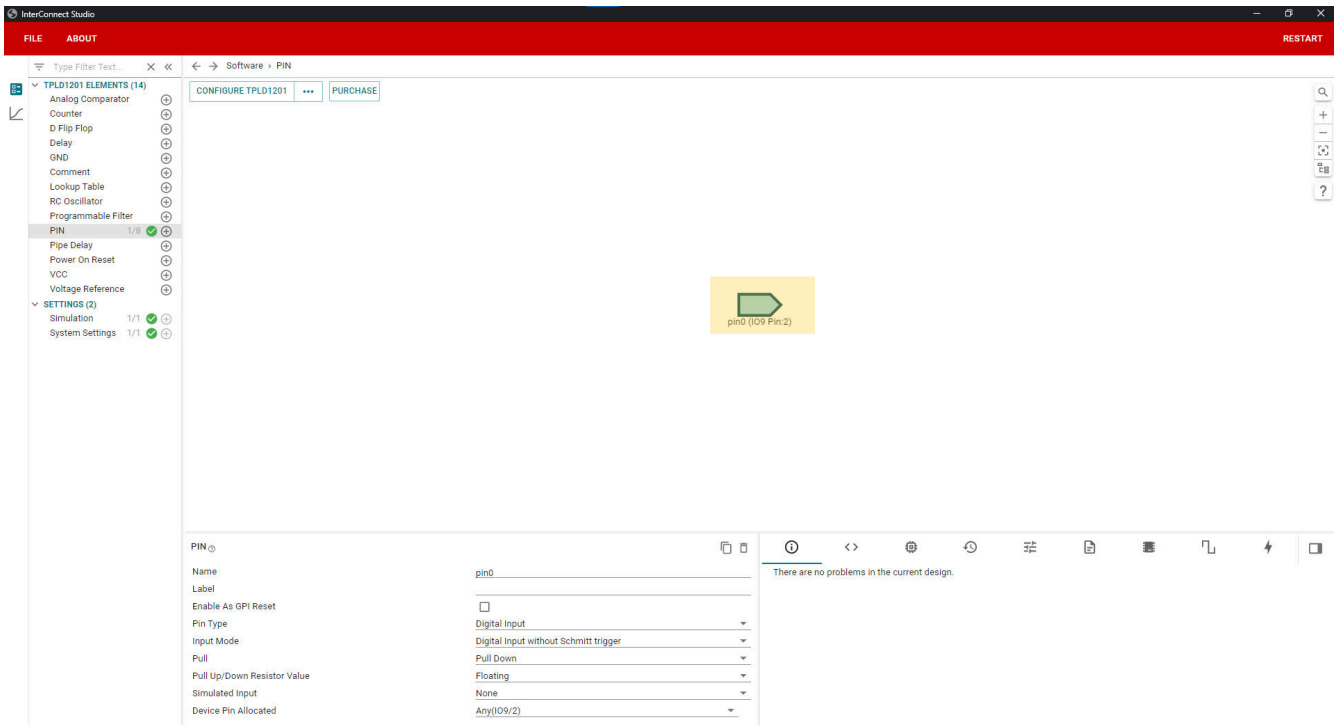 InterConnect Studio
FILE ABOUT RESTART
Type Filter Text...
Software PIN
TPLD1201 ELEMENTS (14)
Analog Comparator
Counter
D Flip Flop
Delay
GND
Comment
Lookup Table
RC Oscillator
Programmable Filter
PIN 1/8
Pipe Delay
Power On Reset
VCC
Voltage Reference
SETTINGS (2)
Simulation 1/1
System Settings 1/1
CONFIGURE TPLD1201 ••• PURCHASE
pin0 (IO9 Pin:2)
PIN
Name pin0
Label
Enable As GPI Reset
Pin Type Digital Input
Input Mode Digital Input without Schmitt trigger
Pull Pull Down
Pull Up/Down Resistor Value Floating
Simulated Input None
Device Pin Allocated Any(IO9/2)
There are no problems in the current design.